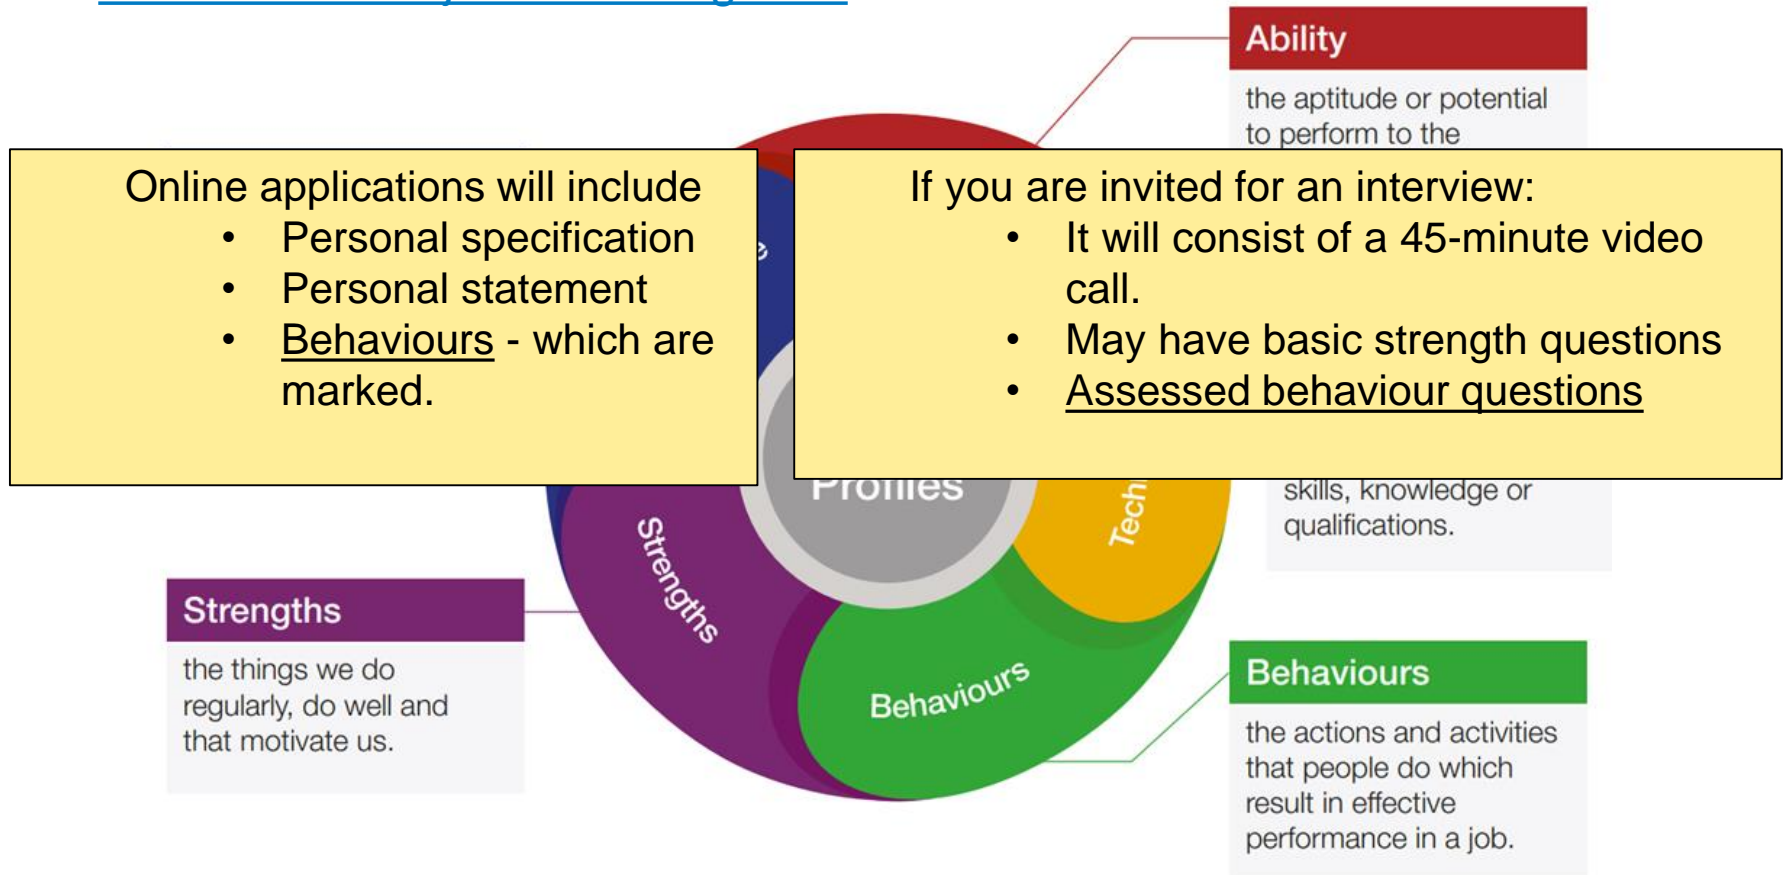 Ability
the aptitude or potential
to perform to the
Online applications will include
• Personal specification
• Personal statement
• Behaviours - which are
marked.
If you are invited for an interview:
• It will consist of a 45-minute video
call.
• May have basic strength questions
• Assessed behaviour questions
Profiles
skills, knowledge or
qualifications.
Strengths
Behaviours
Strengths
the things we do
regularly, do well and
that motivate us.
Behaviours
the actions and activities
that people do which
result in effective
performance in a job.